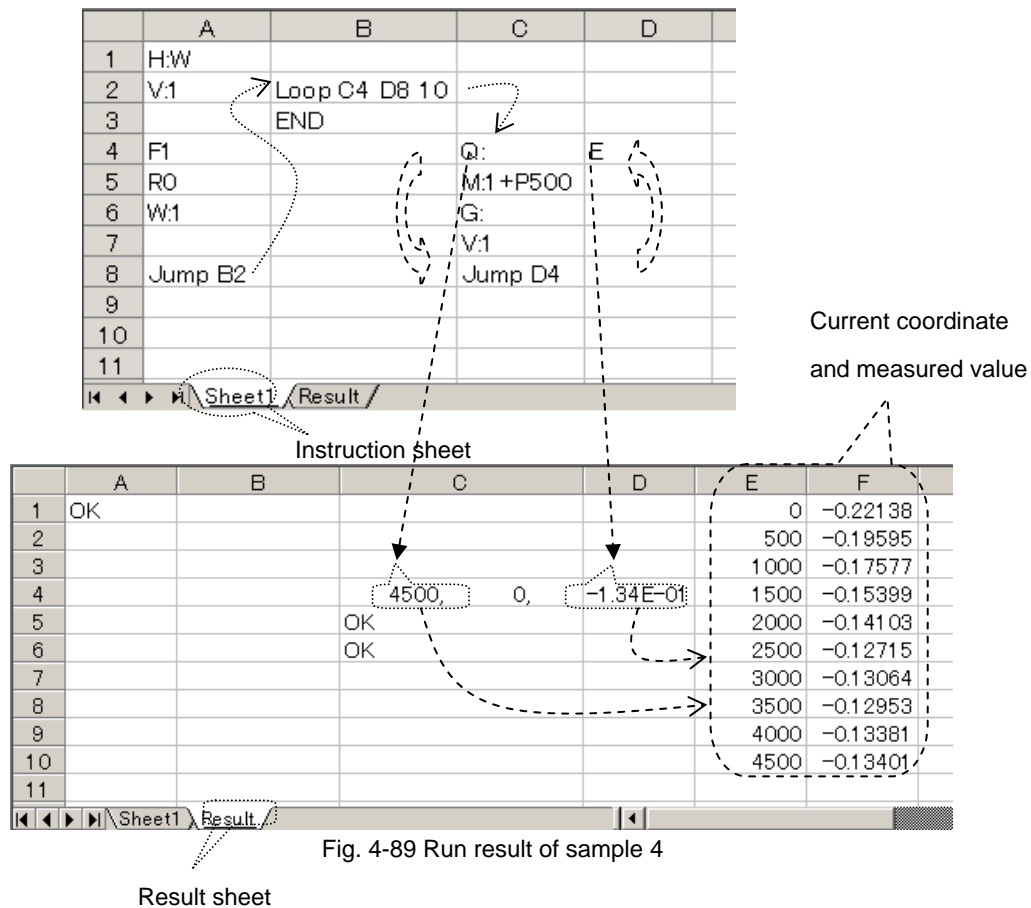 A B C D
1 H:W
2 V:1 Loop C4 D8 10
3 END
4 F1 Q: E
5 R0 M:1+P500
6 W:1 G:
7 V:1
8 Jump B2 Jump D4
9
10
11
Sheet1 Result
Current coordinate
and measured value
Instruction sheet
A B C D E F
1 OK 0 -0.22138
2 500 -0.19595
3 1000 -0.17577
4 4500, 0, -1.34E-01 1500 -0.15399
5 OK 2000 -0.14103
6 OK 2500 -0.12715
7 3000 -0.13064
8 3500 -0.12953
9 4000 -0.13381
10 4500 -0.13401
11
Sheet1 Result
Fig. 4-89 Run result of sample 4
Result sheet